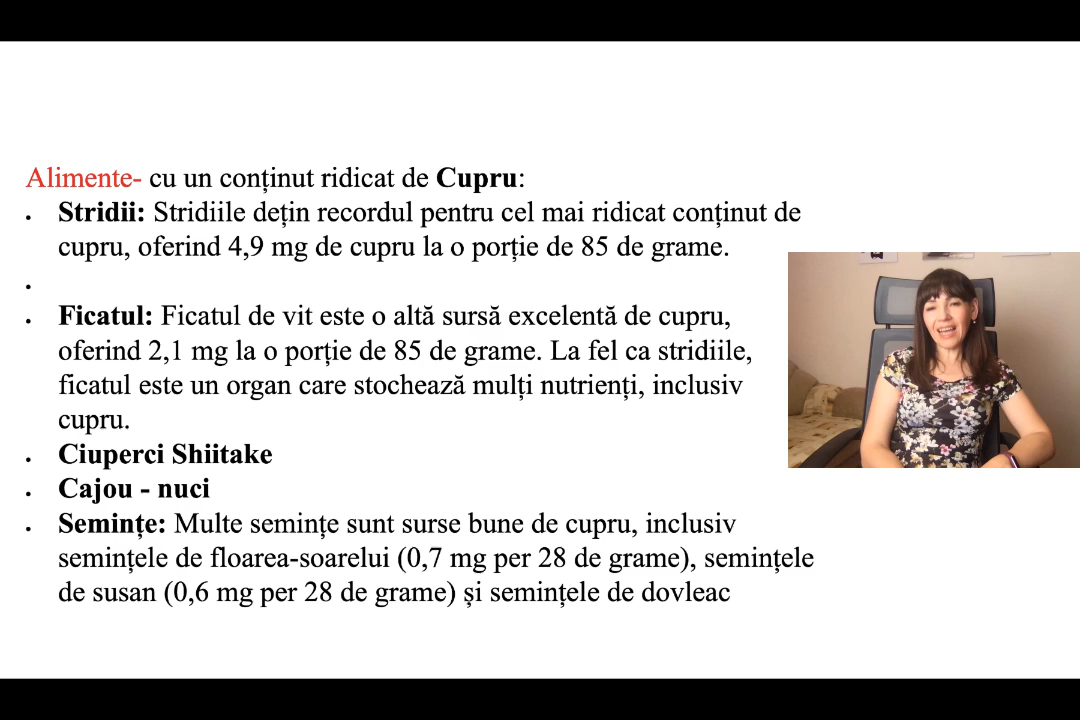 Alimente- cu un conținut ridicat de Cupru:
• Stridii: Stridiile dețin recordul pentru cel mai ridicat conținut de
cupru, oferind 4,9 mg de cupru la o porție de 85 de grame.
•
• Ficatul: Ficatul de vit este o altă sursă excelentă de cupru,
oferind 2,1 mg la o porție de 85 de grame. La fel ca stridiile,
ficatul este un organ care stochează mulți nutrienți, inclusiv
cupru.
• Ciuperci Shiitake
• Cajou - nuci
• Semințe: Multe semințe sunt surse bune de cupru, inclusiv
semințele de floarea-soarelui (0,7 mg per 28 de grame), semințele
de susan (0,6 mg per 28 de grame) și semințele de dovleac